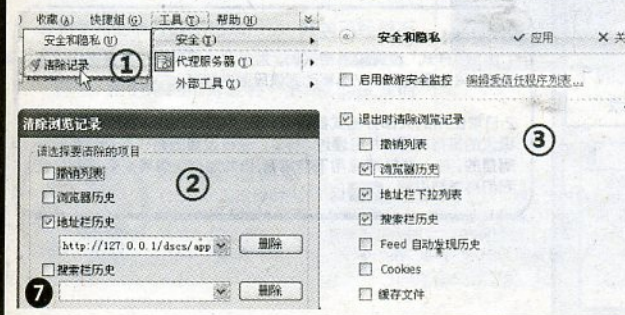 ) 收藏(A) 快捷组(G) 工具(T) 帮助(H)
安全和隐私(U) 安全(I)
清除记录 ① 代理服务器(I)
外部工具(X)
清除浏览记录
请选择要清除的项目
撤销列表
②
浏览器历史
地址栏历史
http://127.0.0.1/dscs/app 删除
搜索栏历史
删除
7
安全和隐私 应用 关
启用傲游安全监控 编辑受信任程序列表...
退出时清除浏览记录
③
撤销列表
浏览器历史
地址栏下拉列表
搜索栏历史
Feed 自动发现历史
Cookies
缓存文件